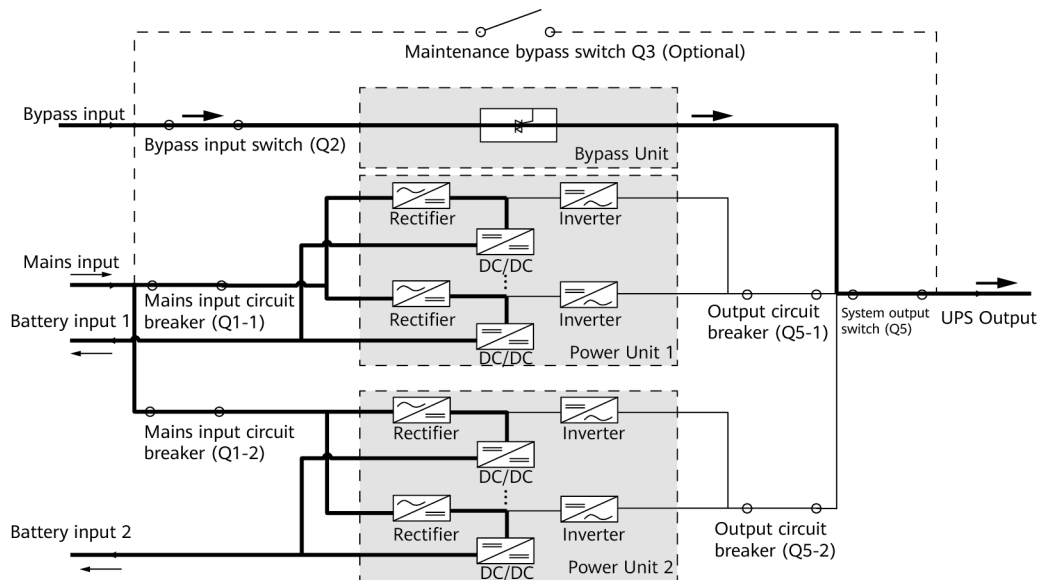 Maintenance bypass switch Q3 (Optional)
Bypass input
Bypass input switch (Q2)
Bypass Unit
Rectifier
Inverter
DC/DC
Mains input
Mains input circuit
breaker (Q1-1)
Rectifier
Inverter
DC/DC
Power Unit 1
Output circuit
breaker (Q5-1)
System output
switch (Q5)
UPS Output
Battery input 1
Mains input circuit
breaker (Q1-2)
Rectifier
Inverter
DC/DC
Rectifier
Inverter
DC/DC
Power Unit 2
Output circuit
breaker (Q5-2)
Battery input 2